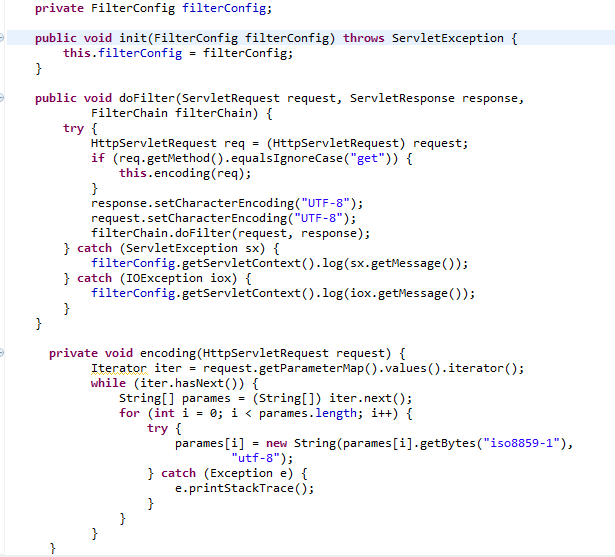 private FilterConfig filterConfig;
public void init(FilterConfig filterConfig) throws ServletException {
this.filterConfig = filterConfig;
}
public void doFilter(ServletRequest request, ServletResponse response,
FilterChain filterChain) {
try {
HttpServletRequest req = (HttpServletRequest) request;
if (req.getMethod().equalsIgnoreCase("get")) {
this.encoding(req);
}
response.setCharacterEncoding("UTF-8");
request.setCharacterEncoding("UTF-8");
filterChain.doFilter(request, response);
} catch (ServletException sx) {
filterConfig.getServletContext().log(sx.getMessage());
} catch (IOException iox) {
filterConfig.getServletContext().log(iox.getMessage());
}
}
private void encoding(HttpServletRequest request) {
Iterator iter = request.getParameterMap().values().iterator();
while (iter.hasNext()) {
String[] parames = (String[]) iter.next();
for (int i = 0; i < parames.length; i++) {
try {
parames[i] = new String(parames[i].getBytes("iso8859-1"),
"utf-8");
} catch (Exception e) {
e.printStackTrace();
}
}
}
}